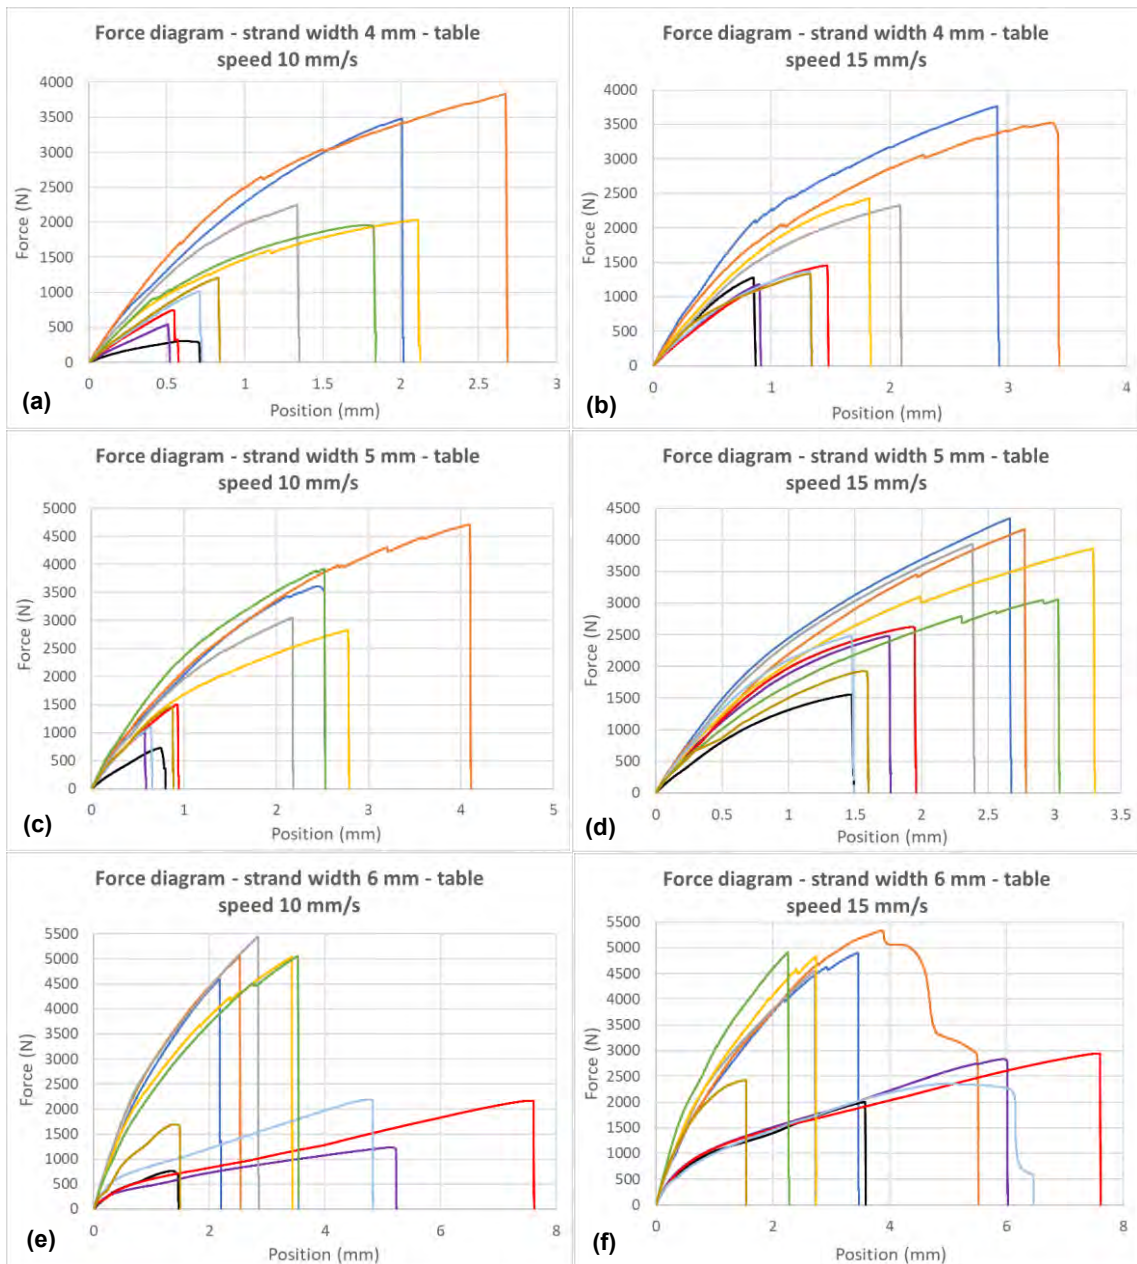 Force diagram - strand width 4 mm - table
speed 10 mm/s
4000
3500
3000
2500
2000
1500
1000
500
0
Force (N)
0 0.5 1 1.5 2 2.5 3
Position (mm)
(a)
Force diagram - strand width 4 mm - table
speed 15 mm/s
4000
3500
3000
2500
2000
1500
1000
500
0
Force (N)
0 1 2 3 4
Position (mm)
(b)
Force diagram - strand width 5 mm - table
speed 10 mm/s
5000
4500
4000
3500
3000
2500
2000
1500
1000
500
0
Force (N)
0 1 2 3 4 5
Position (mm)
(c)
Force diagram - strand width 5 mm - table
speed 15 mm/s
4500
4000
3500
3000
2500
2000
1500
1000
500
0
Force (N)
0 0.5 1 1.5 2 2.5 3 3.5
Position (mm)
(d)
Force diagram - strand width 6 mm - table
speed 10 mm/s
5500
5000
4500
4000
3500
3000
2500
2000
1500
1000
500
0
Force (N)
0 2 4 6 8
Position (mm)
(e)
Force diagram - strand width 6 mm - table
speed 15 mm/s
5500
5000
4500
4000
3500
3000
2500
2000
1500
1000
500
0
Force (N)
0 2 4 6 8
Position (mm)
(f)